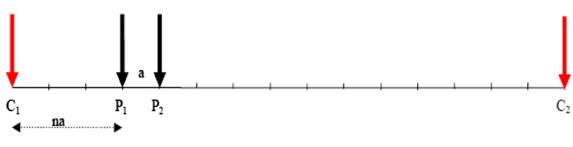 a
C₁ P₁ P₂ C₂
na